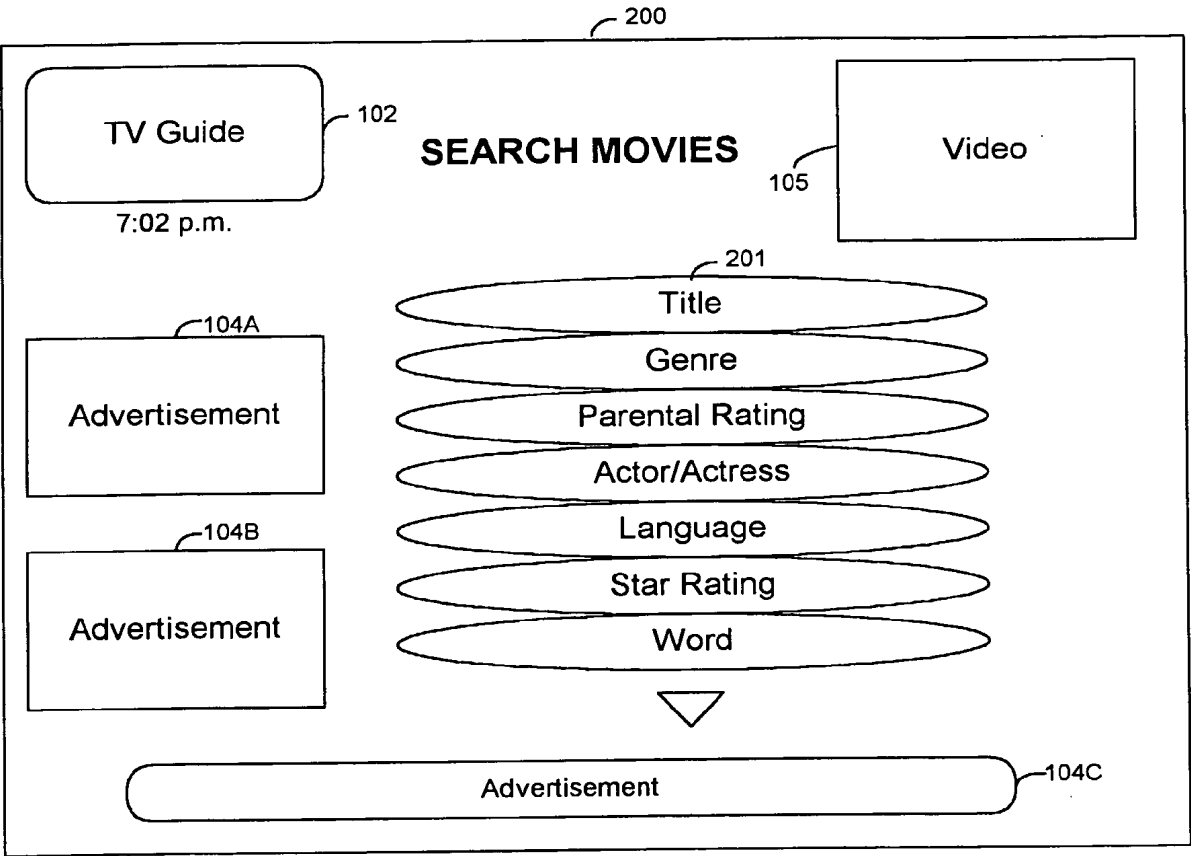 200
TV Guide
102
SEARCH MOVIES
Video
105
7:02 p.m.
201
Title
Genre
Parental Rating
Actor/Actress
Language
Star Rating
Word
104A
Advertisement
104B
Advertisement
Advertisement
104C